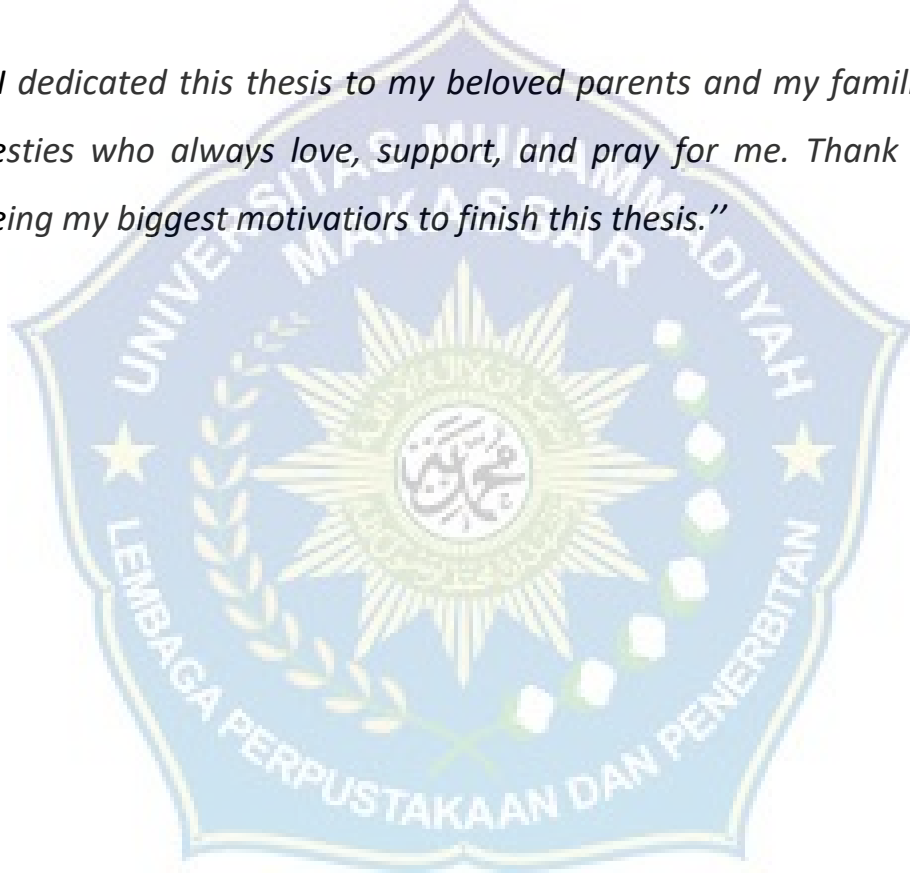 I dedicated this thesis to my beloved parents and my famil
esties who always love, support, and pray for me. Thank
eing my biggest motivatiors to finish this thesis.’’
UNIVERSITAS MUHAMMADIYAH
MAKASSAR
محمدية
LEMBAGA PERPUSTAKAAN DAN PENERBITAN